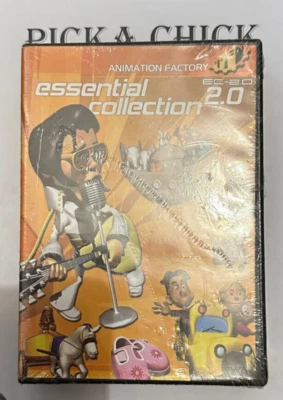 PICK A CHICK
ANIMATION FACTORY
EC-2.0
essential
collection 2.0